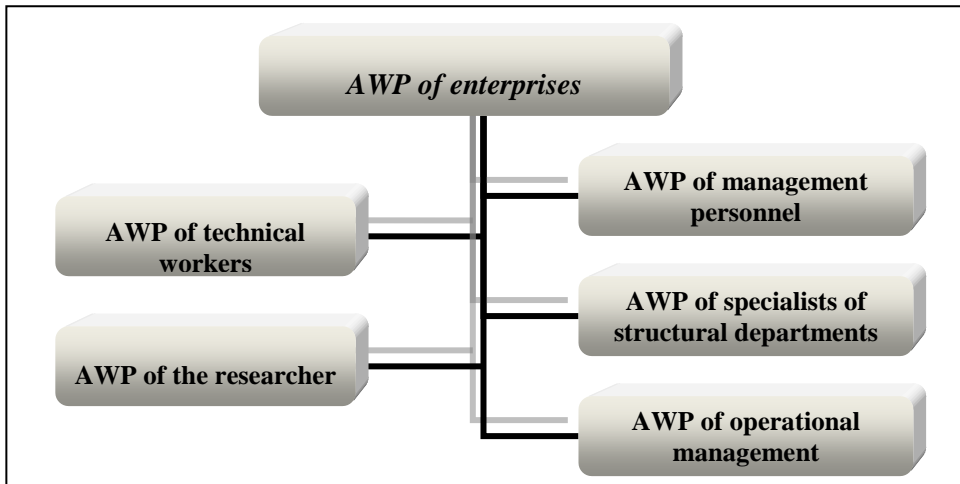 AWP of enterprises
AWP of management
personnel
AWP of technical
workers
AWP of specialists of
structural departments
AWP of the researcher
AWP of operational
management